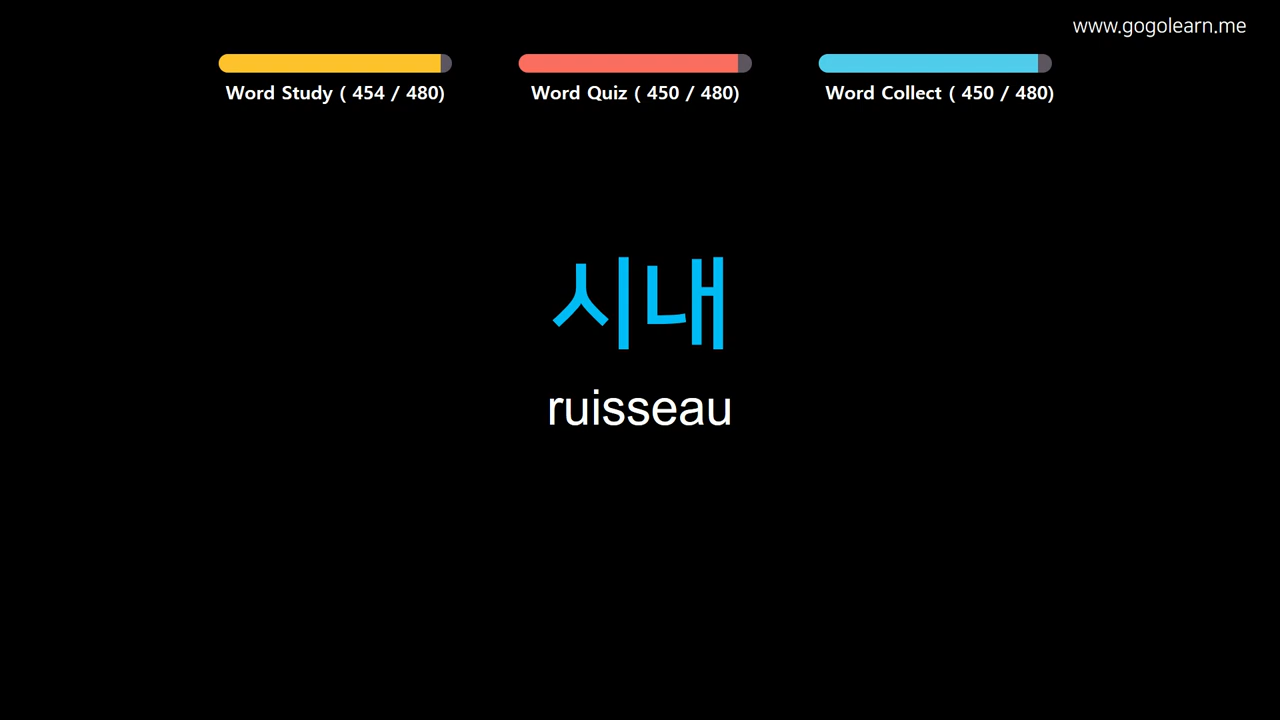 www.gogolearn.me
Word Study ( 454 / 480)
Word Quiz ( 450 / 480)
Word Collect ( 450 / 480)
시내
ruisseau